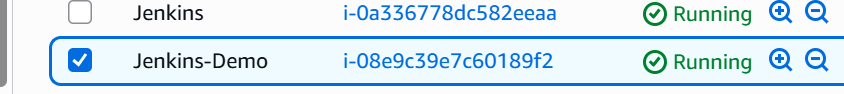 Jenkins i-0a336778dc582eeaa Running
Jenkins-Demo i-08e9c39e7c60189f2 Running